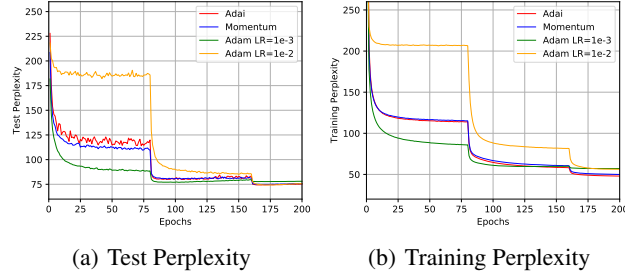 250
225
200
175
150
125
100
75
0
25
50
75
100
125
150
175
200
Test Perplexity
Epochs
Adai
Momentum
Adam LR=1e-3
Adam LR=1e-2
(a) Test Perplexity
250
200
150
100
50
0
25
50
75
100
125
150
175
200
Training Perplexity
Epochs
Adai
Momentum
Adam LR=1e-3
Adam LR=1e-2
(b) Training Perplexity